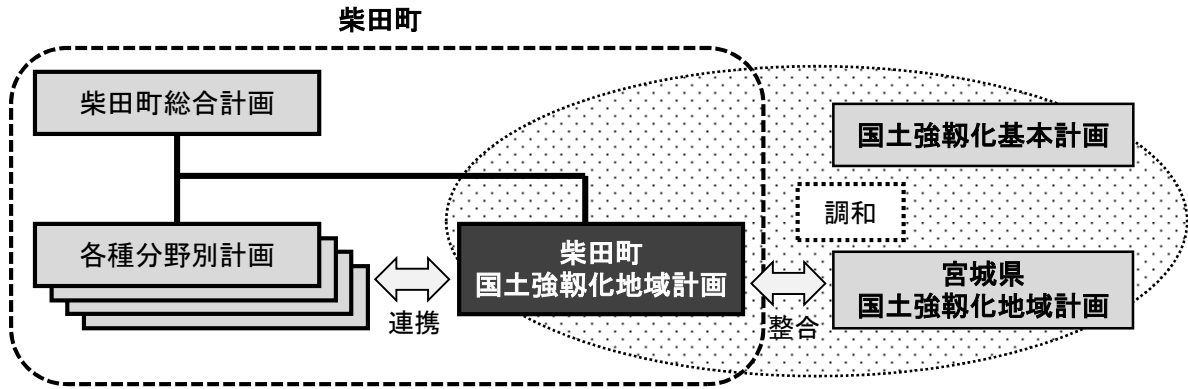 柴田町
柴田町総合計画
国土強靱化基本計画
調和
各種分野別計画
柴田町
国土強靱化地域計画
宮城県
国土強靱化地域計画
連携
整合